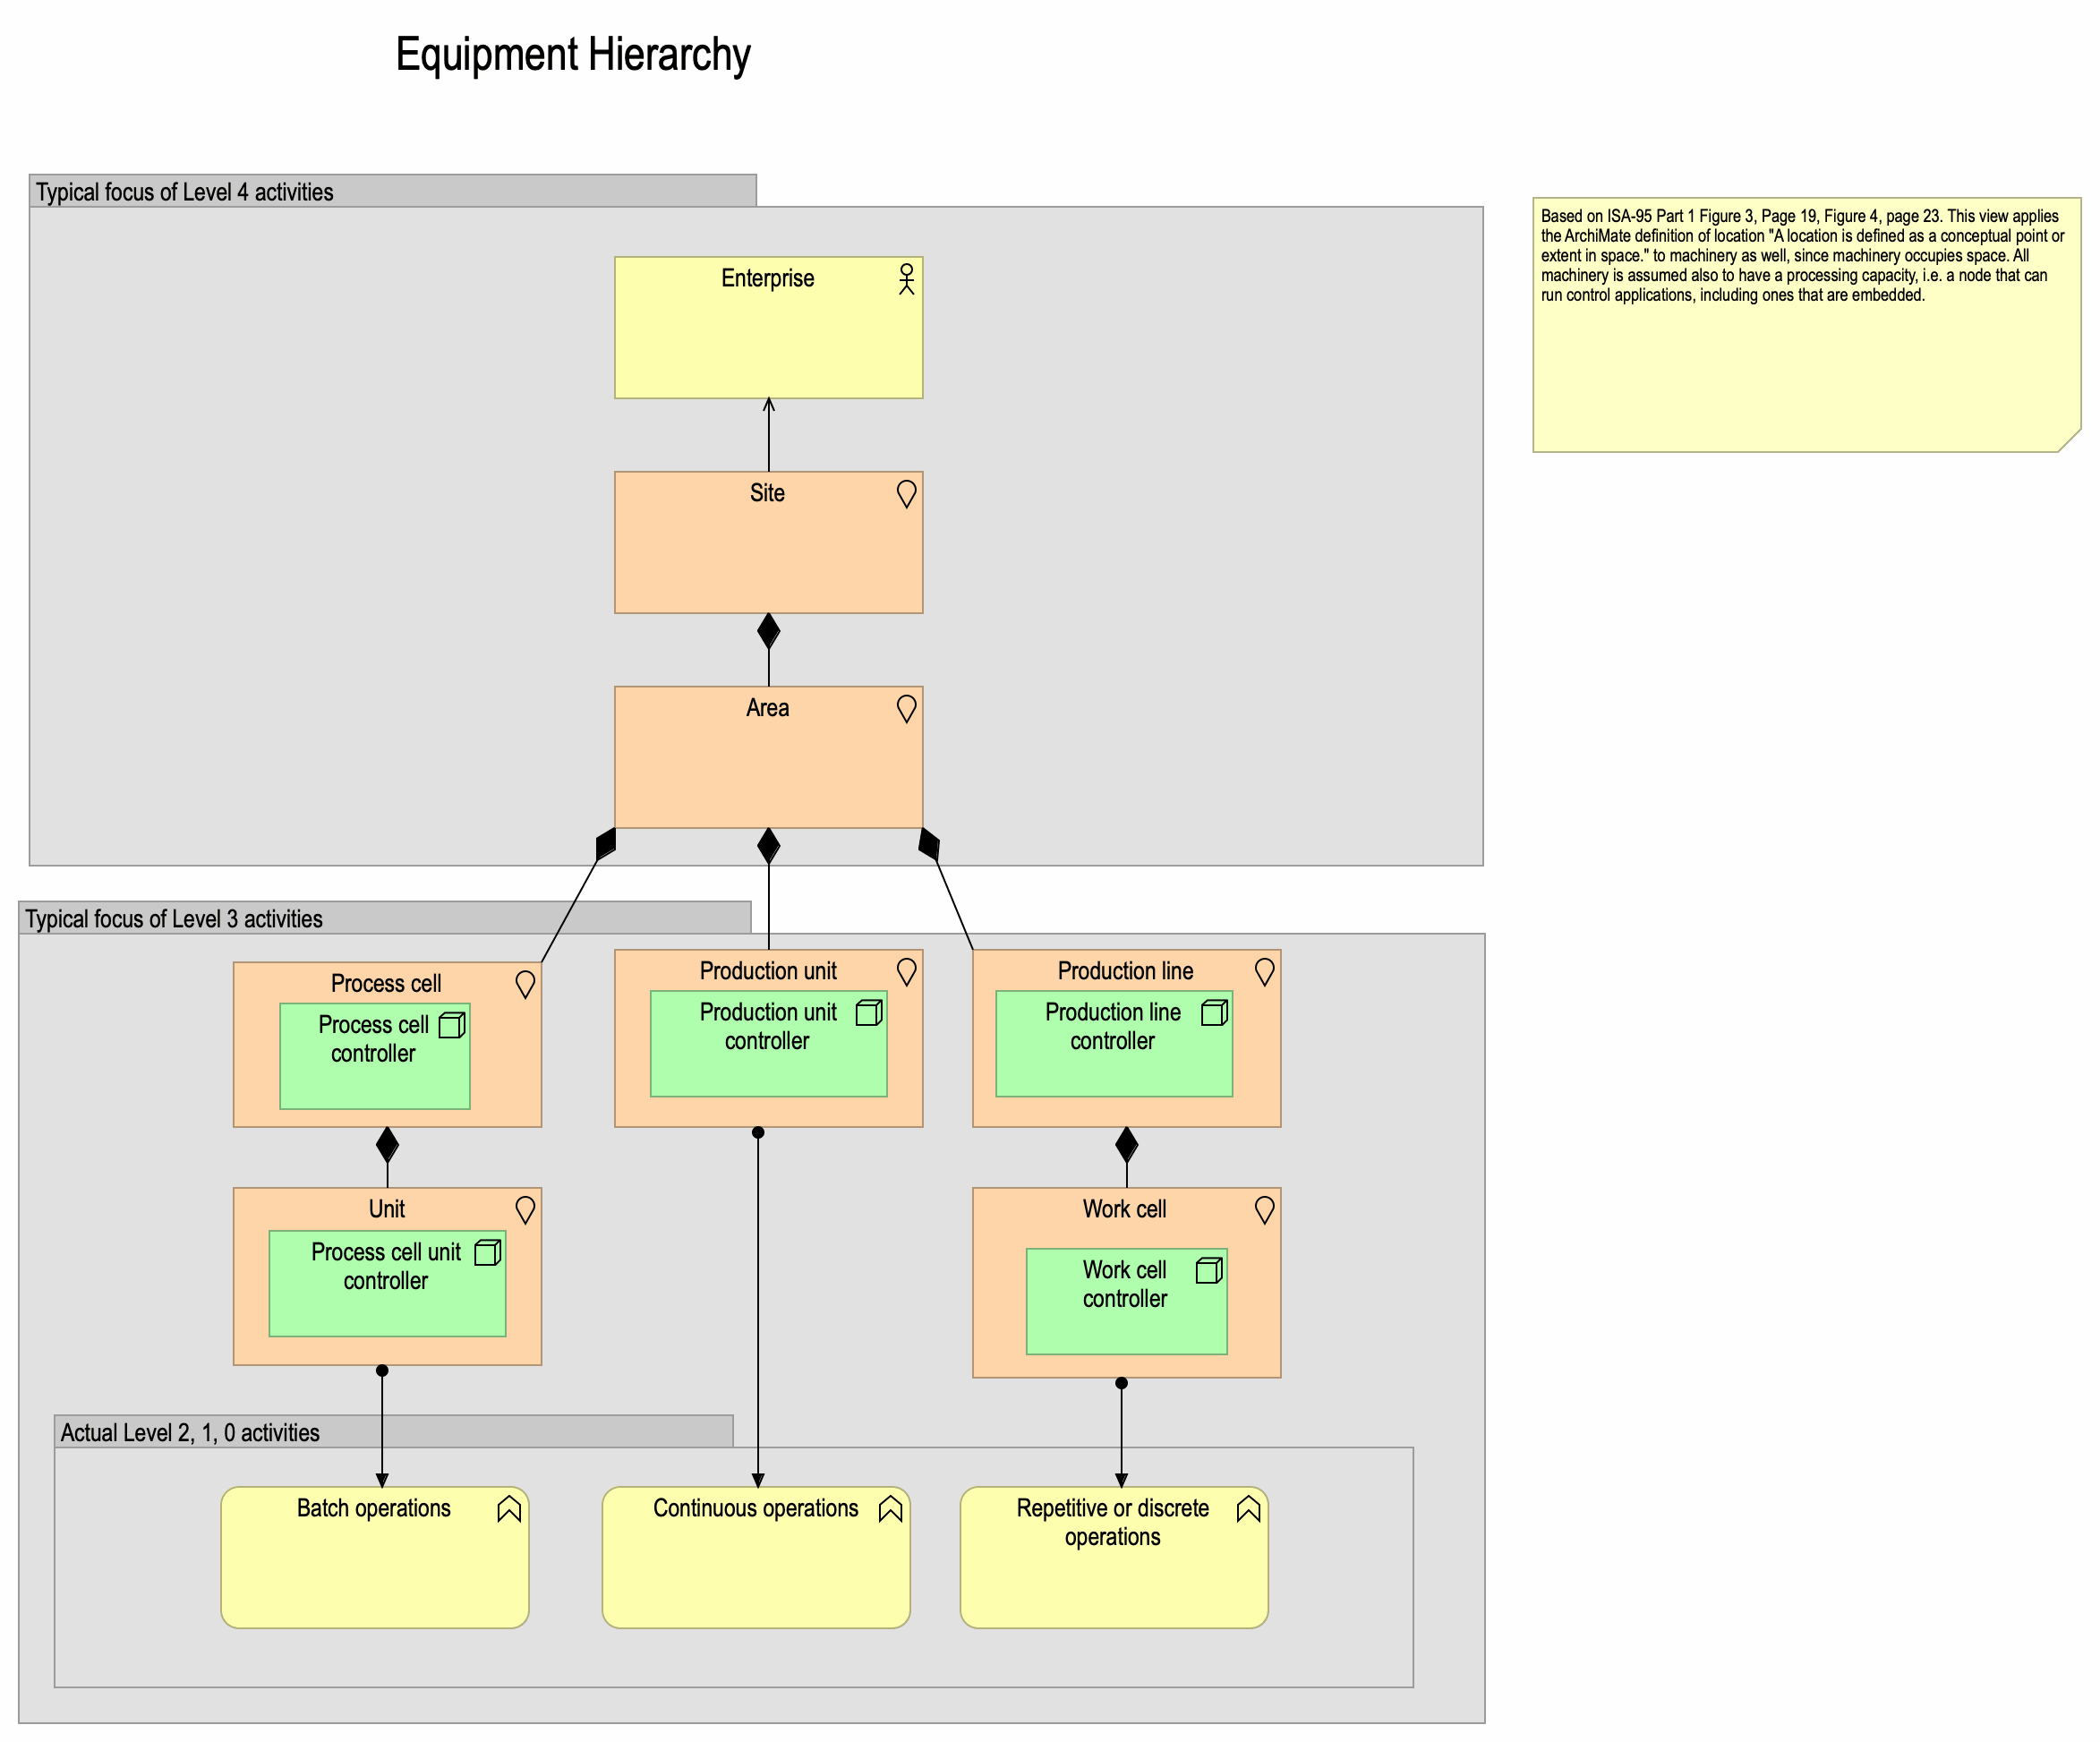 Equipment Hierarchy
Typical focus of Level 4 activities
Based on ISA-95 Part 1 Figure 3, Page 19, Figure 4, page 23. This view applies
the ArchiMate definition of location "A location is defined as a conceptual point or
extent in space." to machinery as well, since machinery occupies space. All
machinery is assumed also to have a processing capacity, i.e. a node that can
run control applications, including ones that are embedded.
Enterprise
Site
Area
Typical focus of Level 3 activities
Process cell
Process cell
controller
Production unit
Production unit
controller
Production line
Production line
controller
Unit
Process cell unit
controller
Work cell
Work cell
controller
Actual Level 2, 1, 0 activities
Batch operations
Continuous operations
Repetitive or discrete
operations